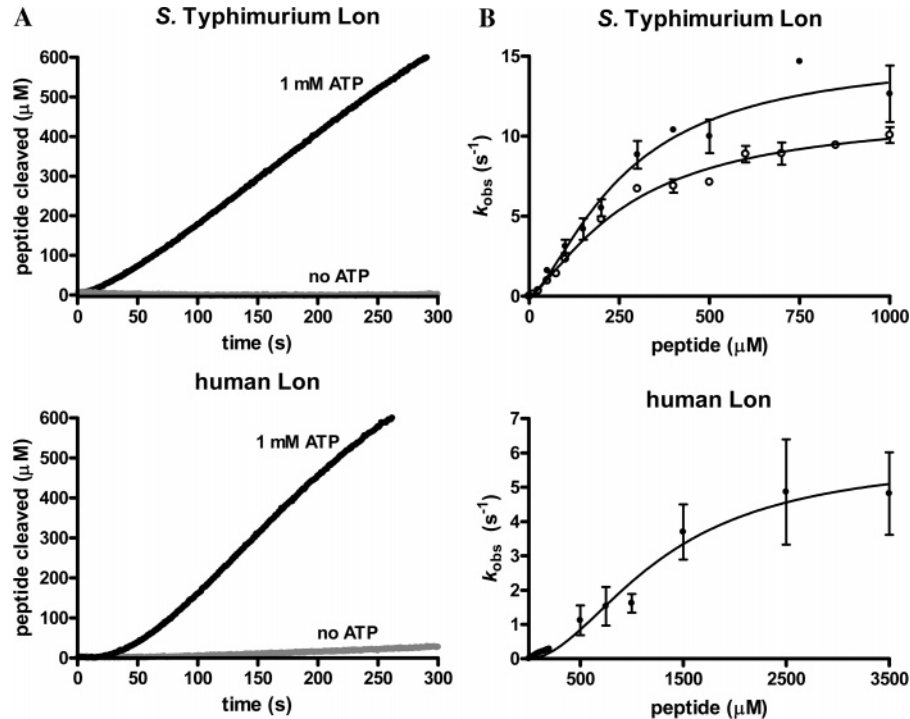 A
S. Typhimurium Lon
600
500
400
300
200
100
0
peptide cleaved (μM)
1 mM ATP
no ATP
0 50 100 150 200 250 300
time (s)
B
S. Typhimurium Lon
15
10
5
0
kobs (s-1)
0 250 500 750 1000
peptide (μM)
human Lon
600
500
400
300
200
100
0
peptide cleaved (μM)
1 mM ATP
no ATP
0 50 100 150 200 250 300
time (s)
human Lon
7
6
5
4
3
2
1
0
kobs (s-1)
500 1500 2500 3500
peptide (μM)